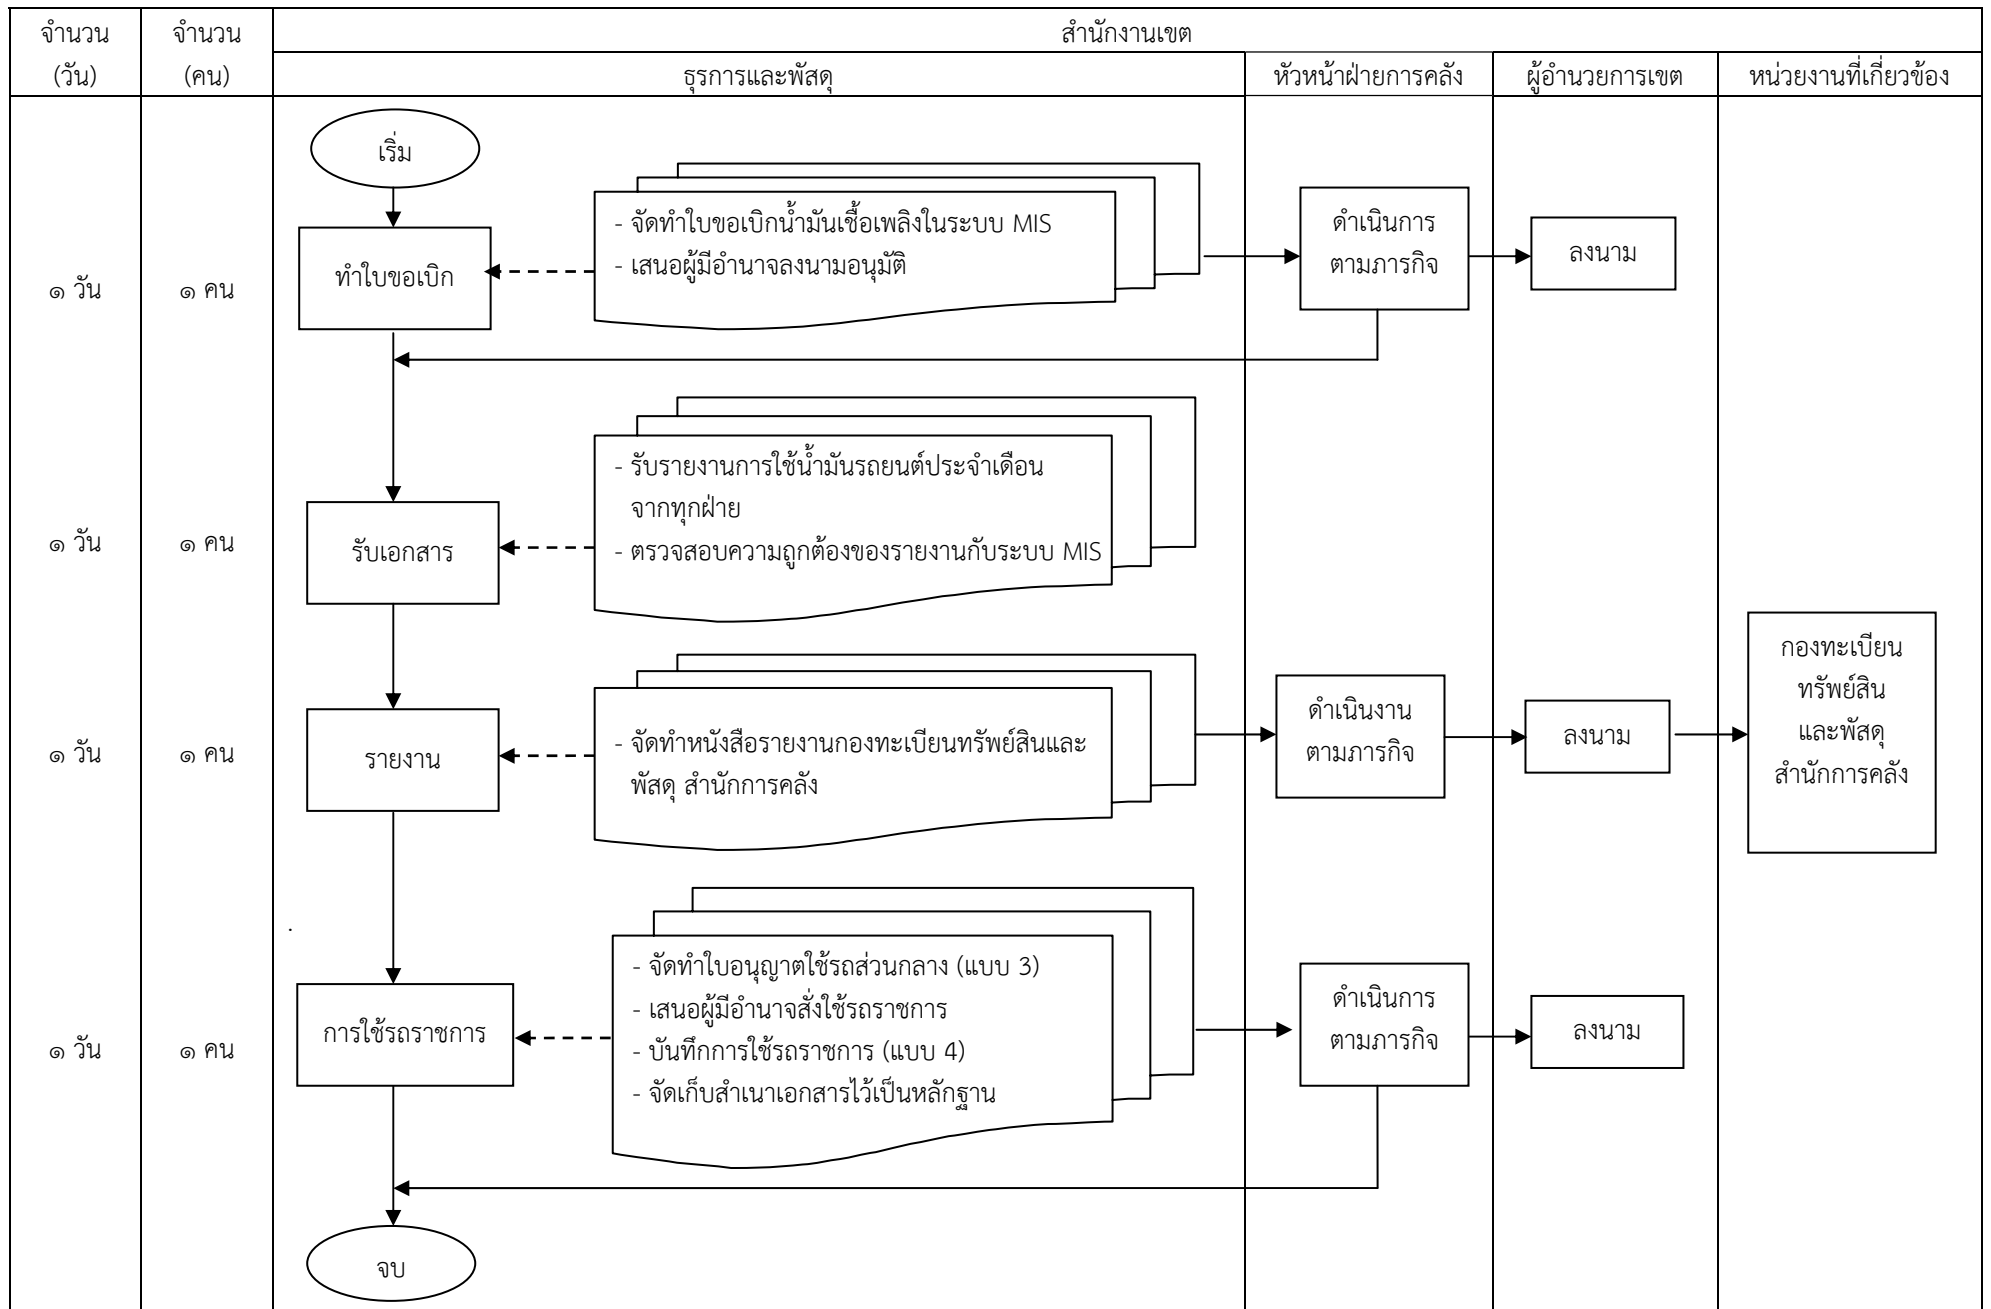 จำนวน
(วัน)
จำนวน
(คน)
สำนักงานเขต
ธุรการและพัสดุ
หัวหน้าฝ่ายการคลัง
ผู้อำนวยการเขต
หน่วยงานที่เกี่ยวข้อง
เริ่ม
๑ วัน
๑ คน
ทำใบขอเบิก
- จัดทำใบขอเบิกน้ำมันเชื้อเพลิงในระบบ MIS
- เสนอผู้มีอำนาจลงนามอนุมัติ
ดำเนินการ
ตามภารกิจ
ลงนาม
๑ วัน
๑ คน
รับเอกสาร
- รับรายงานการใช้น้ำมันรถยนต์ประจำเดือน
จากทุกฝ่าย
- ตรวจสอบความถูกต้องของรายงานกับระบบ MIS
๑ วัน
๑ คน
รายงาน
- จัดทำหนังสือรายงานกองทะเบียนทรัพย์สินและ
พัสดุ สำนักการคลัง
ดำเนินงาน
ตามภารกิจ
ลงนาม
กองทะเบียน
ทรัพย์สิน
และพัสดุ
สำนักการคลัง
.
๑ วัน
๑ คน
การใช้รถราชการ
- จัดทำใบอนุญาตใช้รถส่วนกลาง (แบบ 3)
- เสนอผู้มีอำนาจสั่งใช้รถราชการ
- บันทึกการใช้รถราชการ (แบบ 4)
- จัดเก็บสำเนาเอกสารไว้เป็นหลักฐาน
ดำเนินการ
ตามภารกิจ
ลงนาม
จบ